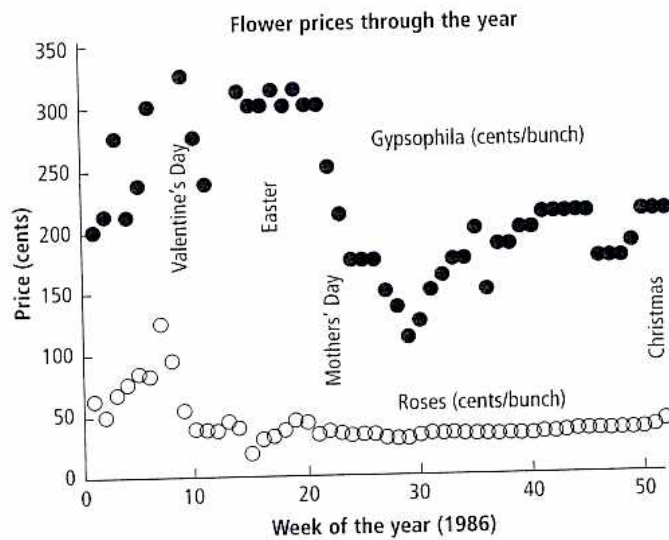 Flower prices through the year
350
300
250
200
150
100
50
0
Price (cents)
Valentine's Day
Easter
Mothers' Day
Christmas
Gypsophila (cents/bunch)
Roses (cents/bunch)
0
10
20
30
40
50
Week of the year (1986)